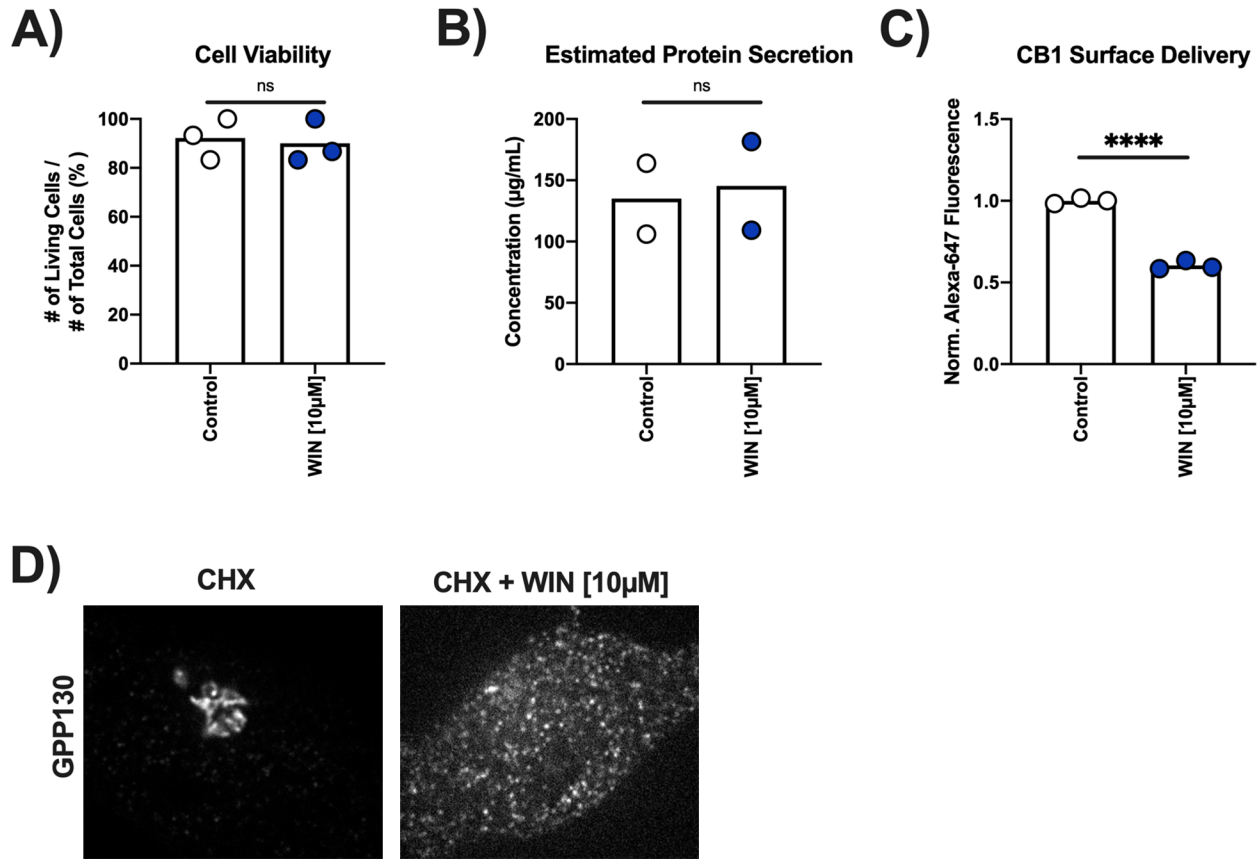 A)
Cell Viability
ns
# of Living Cells /
# of Total Cells (% )
100
80
60
40
20
0
Control
WIN [10µM]
B)
Estimated Protein Secretion
ns
Concentration (µg/mL)
200
150
100
50
0
Control
WIN [10µM]
C)
CB1 Surface Delivery
****
Norm. Alexa-647 Fluorescence
1.5
1.0
0.5
0.0
Control
WIN [10µM]
D)
CHX
CHX + WIN [10µM]
GPP130